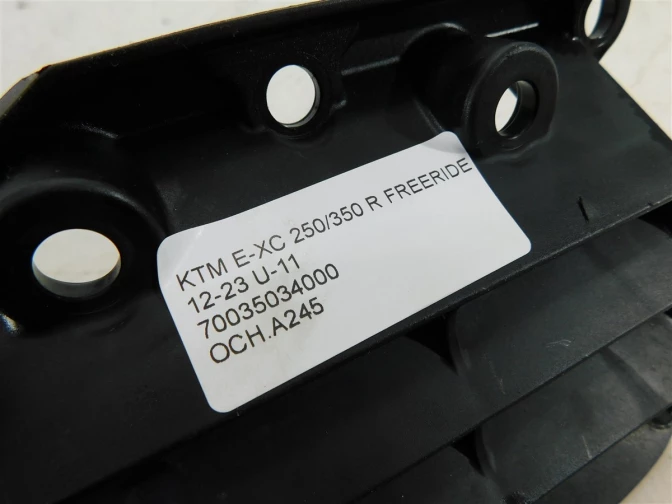 KTM E-XC 250/350 R FREERIDE
12-23 U-11
70035034000
OCH.A245